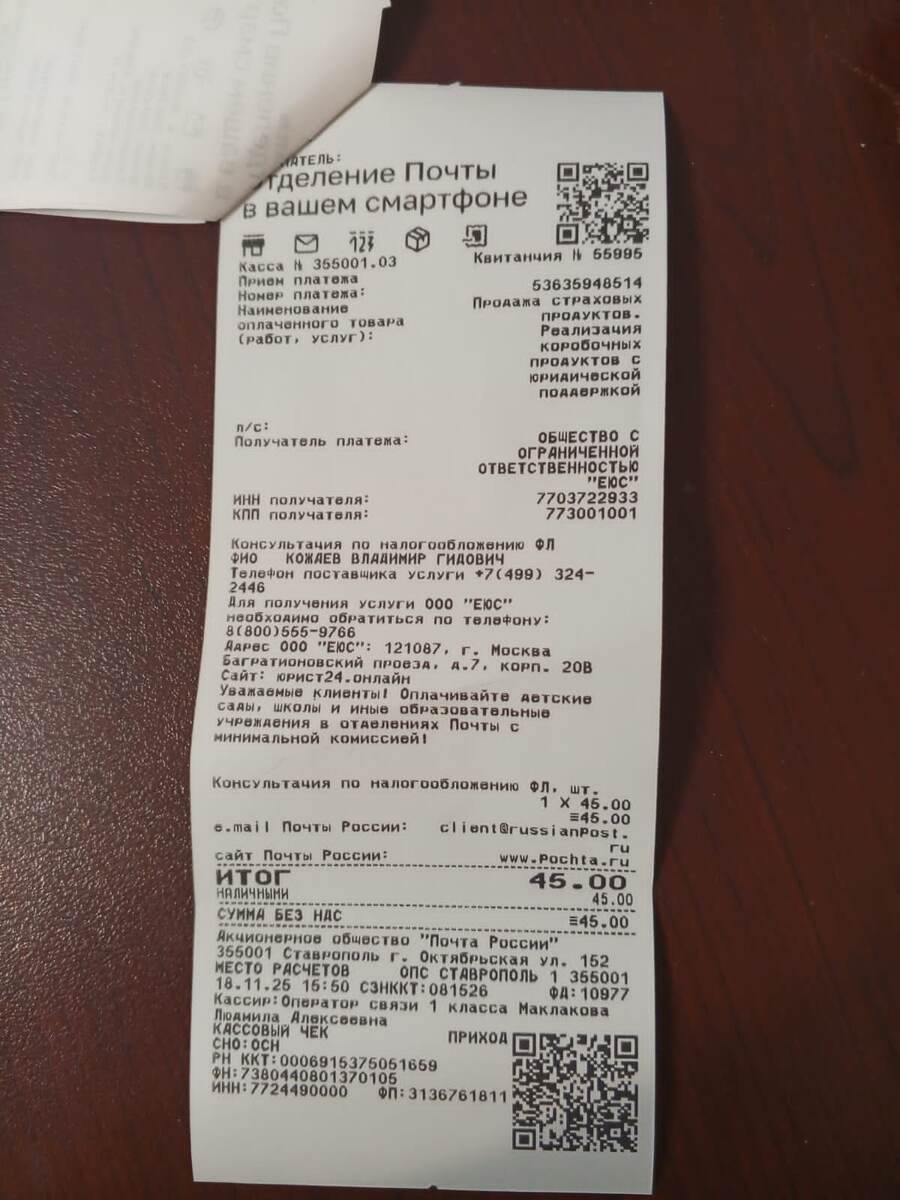 АТЕЛЬ:
Отделение Почты
в вашем смартфоне
Касса № 355001.03
Квитанция № 55995
Прием платежа
Номер платежа: 53635948514
Наименование Продажа страховых
оплаченного товара продуктов.
(работ, услуг): Реализация
коробочных
продуктов с
юридической
поддержкой
п/с:
Получатель платежа: ОБЩЕСТВО С
ОГРАНИЧЕННОЙ
ОТВЕТСТВЕННОСТЬЮ
"ЕЮС"
ИНН получателя: 7703722933
КПП получателя: 773001001
Консультация по налогообложению ФЛ
ФИО КОЖАЕВ ВЛАДИМИР ГИДОВИЧ
Телефон поставщика услуги +7(499) 324-
2446
Для получения услуги ООО "ЕЮС"
необходимо обратиться по телефону:
8(800)555-9766
Адрес ООО "ЕЮС": 121087, г. Москва
Багратионовский проезд, д.7, корп. 20В
Сайт: юрист24.онлайн
Уважаемые клиенты! Оплачивайте детские
сады, школы и иные образовательные
учреждения в отделениях Почты с
минимальной комиссией!
Консультация по налогообложению ФЛ, шт.
1 X 45.00
≡45.00
e.mail Почты России: client@russianpost.
ru
сайт Почты России: www.pochta.ru
ИТОГ 45.00
НАЛИЧНЫМИ 45.00
СУММА БЕЗ НДС ≡45.00
Акционерное общество "Почта России"
355001 Ставрополь г. Октябрьская ул. 152
МЕСТО РАСЧЕТОВ ОПС СТАВРОПОЛЬ 1 355001
18.11.25 15:50 СЗНККТ:081526 ФД:10977
Кассир:Оператор связи 1 класса Маклакова
Людмила Алексеевна
КАССОВЫЙ ЧЕК ПРИХОД
СНО:ОСН
РН ККТ:0006915375051659
ФН:7380440801370105
ИНН:7724490000 ФП:3136761811